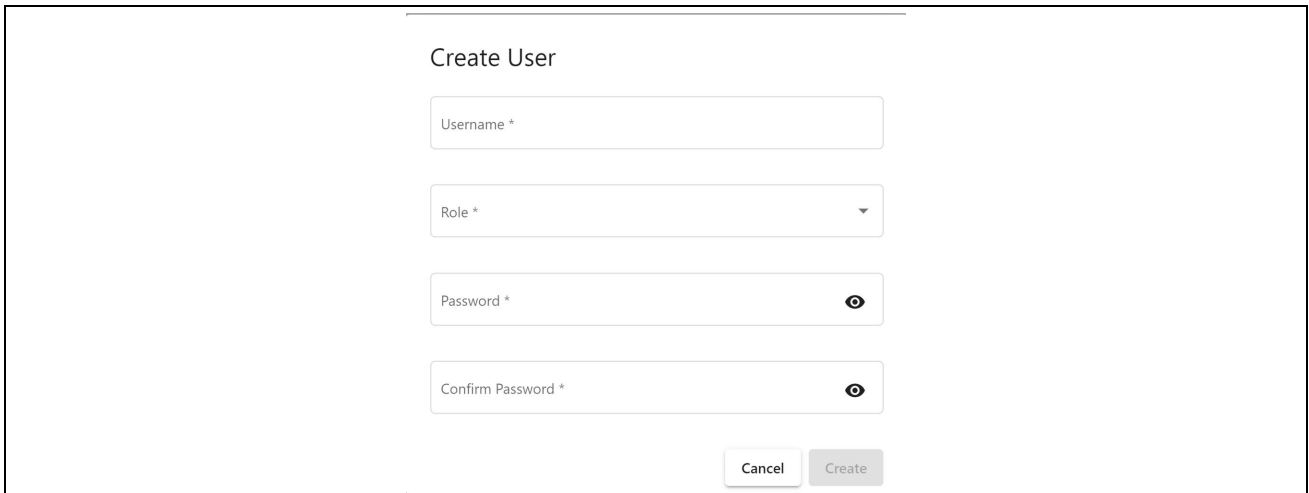 Create User
Username *
Role *
Password *
Confirm Password *
Cancel Create